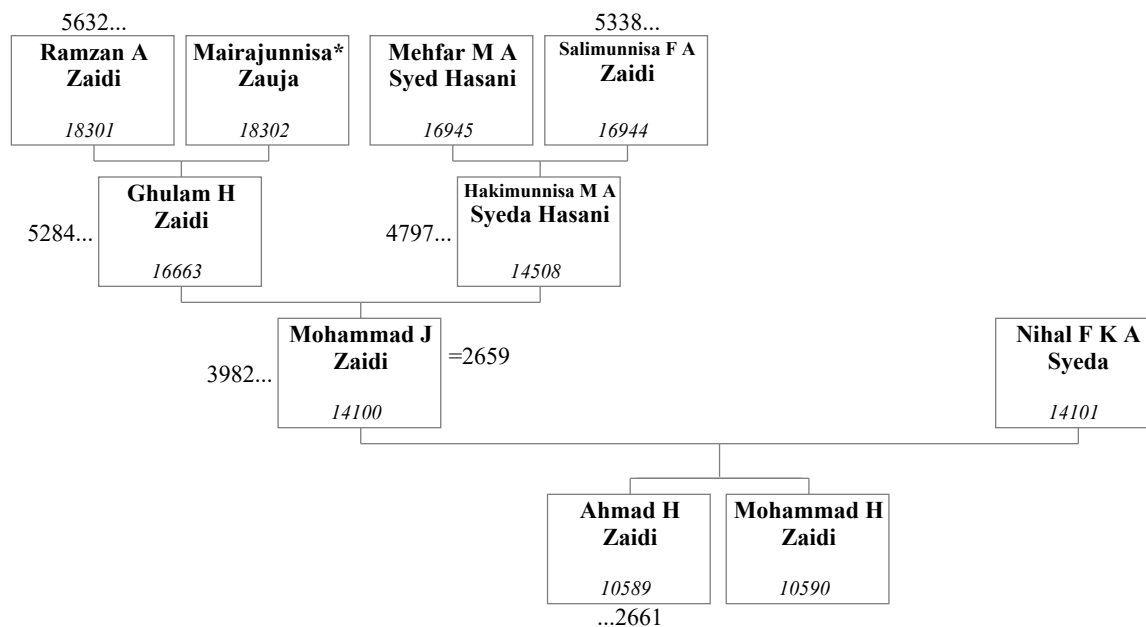 5632...
5338...
Ramzan A
Zaidi
18301
Mairajunnisa*
Zauja
18302
Mehfar M A
Syed Hasani
16945
Salimunnisa F A
Zaidi
16944
5284...
Ghulam H
Zaidi
16663
4797...
Hakimunnisa M A
Syeda Hasani
14508
3982...
Mohammad J
Zaidi
14100
=2659
Nihal F K A
Syeda
14101
Ahmad H
Zaidi
10589
...2661
Mohammad H
Zaidi
10590